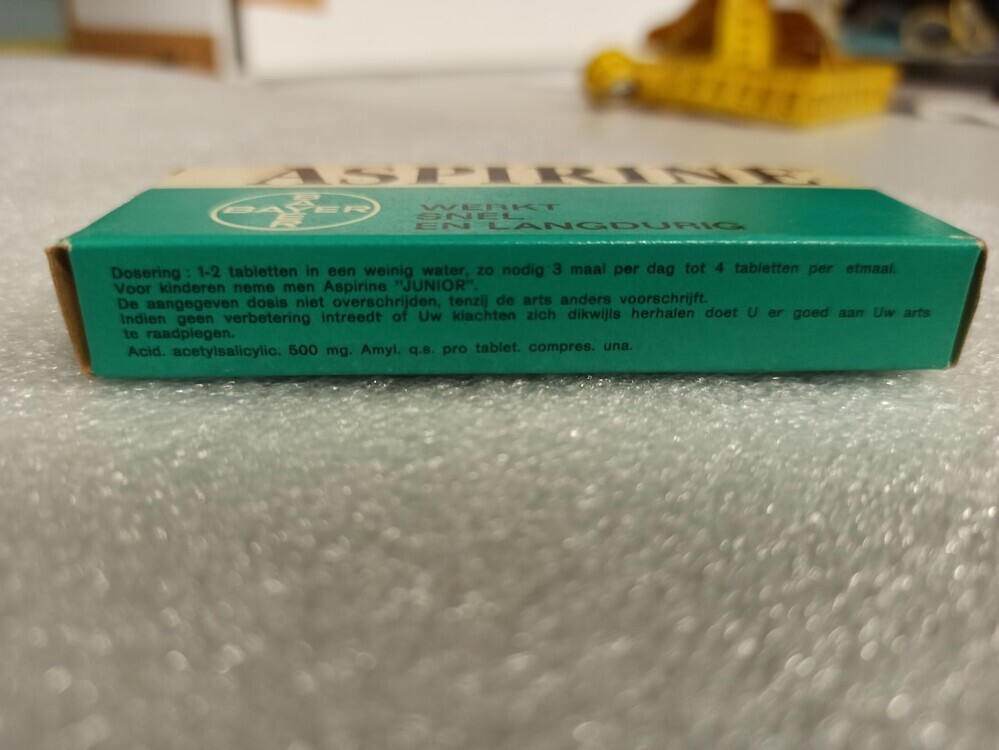 ASPIRINE
BAYER
BAYER
WERKT
SNEL
EN LANGDURIG
Dosering : 1-2 tabletten in een weinig water, zo nodig 3 maal per dag tot 4 tabletten per etmaal.
Voor kinderen neme men Aspirine "JUNIOR".
De aangegeven dosis niet overschrijden, tenzij de arts anders voorschrijft.
Indien geen verbetering intreedt of Uw klachten zich dikwijls herhalen doet U er goed aan Uw arts
te raadplegen.
Acid. acetylsalicylic. 500 mg. Amyl. q.s. pro tablet. compres. una.